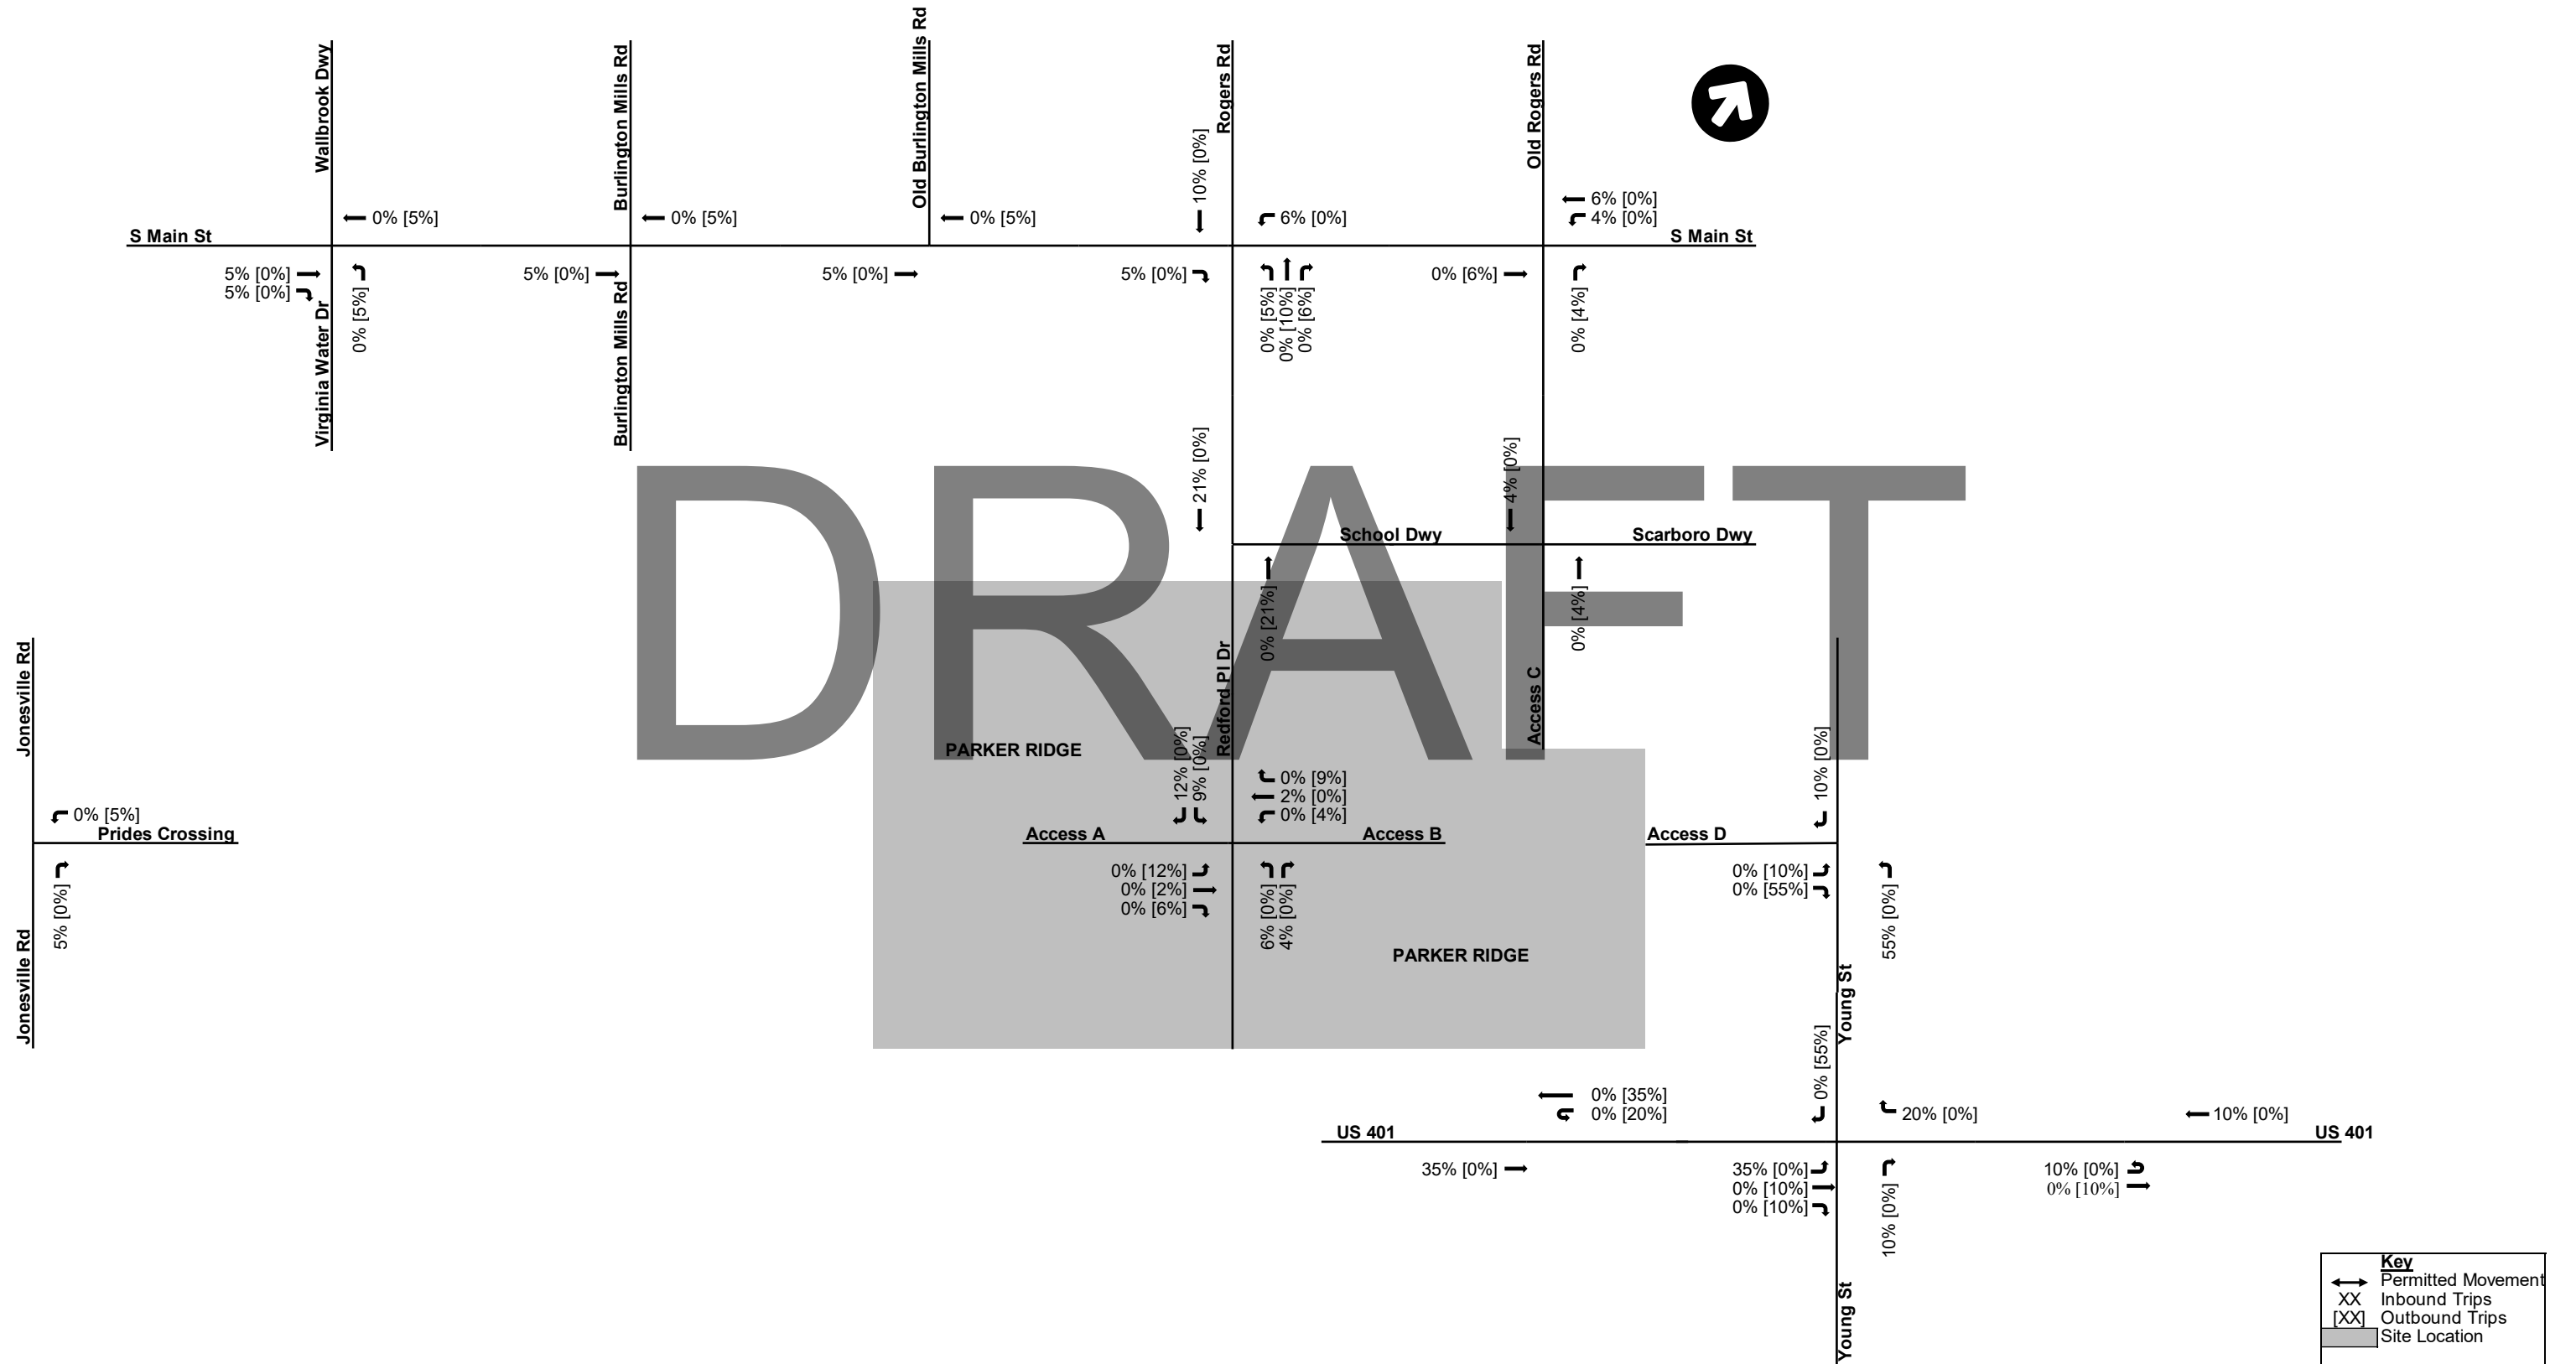 Wallbrook Dwy
Burlington Mills Rd
Old Burlington Mills Rd
Rogers Rd
Old Rogers Rd
10% [0%]
6% [0%]
0% [5%]
0% [5%]
0% [5%]
6% [0%]
4% [0%]
S Main St
S Main St
5% [0%]
5% [0%]
5% [0%]
5% [0%]
5% [0%]
0% [6%]
0% [5%]
0% [5%]
0% [10%]
0% [6%]
0% [4%]
Virginia Water Dr
Burlington Mills Rd
21% [0%]
4% [0%]
DRAFT
School Dwy
Scarboro Dwy
0% [21%]
0% [4%]
Jonesville Rd
Redford Pl Dr
Access C
PARKER RIDGE
12% [0%]
9% [0%]
10% [0%]
0% [9%]
2% [0%]
0% [4%]
0% [5%]
Prides Crossing
Access A
Access B
Access D
0% [12%]
0% [2%]
0% [6%]
6% [0%]
4% [0%]
0% [10%]
0% [55%]
55% [0%]
5% [0%]
Jonesville Rd
PARKER RIDGE
Young St
0% [55%]
0% [35%]
0% [20%]
20% [0%]
10% [0%]
US 401
US 401
35% [0%]
35% [0%]
0% [10%]
0% [10%]
10% [0%]
10% [0%]
0% [10%]
Young St
Key
Permitted Movement
XX Inbound Trips
[XX] Outbound Trips
Site Location